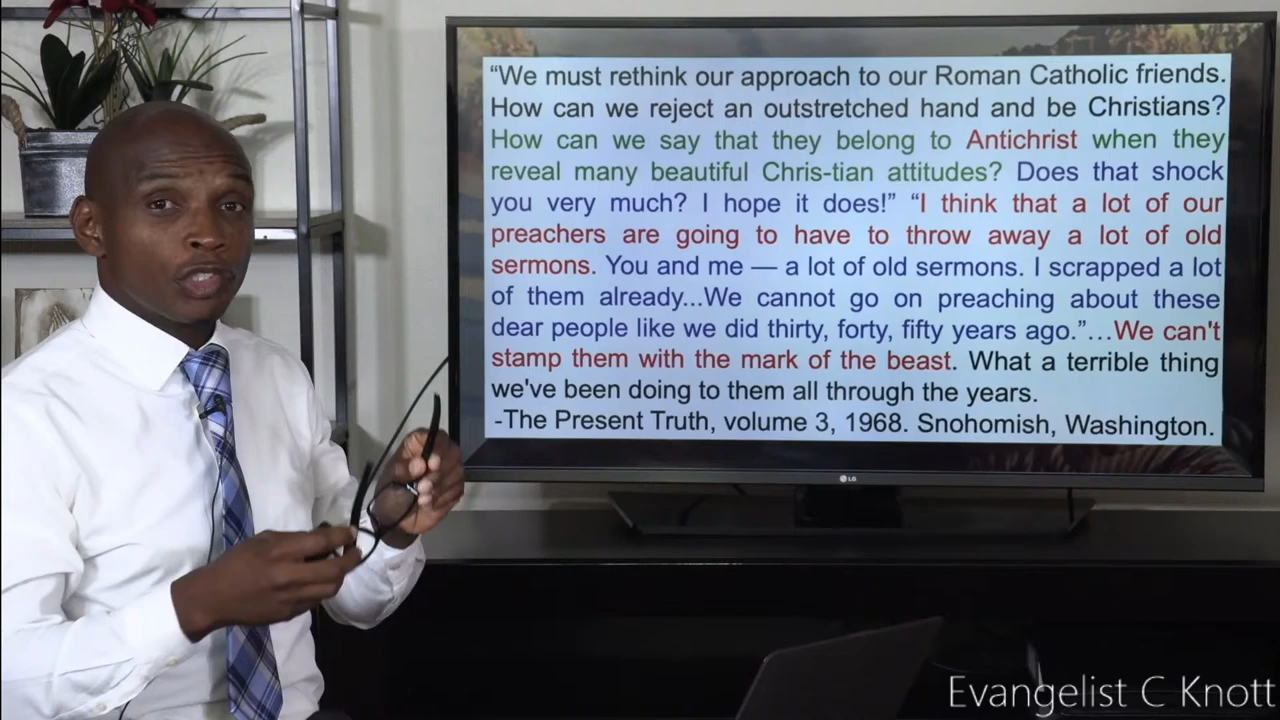 “We must rethink our approach to our Roman Catholic friends.
How can we reject an outstretched hand and be Christians?
How can we say that they belong to Antichrist when they
reveal many beautiful Chris-tian attitudes? Does that shock
you very much? I hope it does!” “I think that a lot of our
preachers are going to have to throw away a lot of old
sermons. You and me — a lot of old sermons. I scrapped a lot
of them already...We cannot go on preaching about these
dear people like we did thirty, forty, fifty years ago.”…We can't
stamp them with the mark of the beast. What a terrible thing
we've been doing to them all through the years.
-The Present Truth, volume 3, 1968. Snohomish, Washington.
LG
Evangelist C Knott